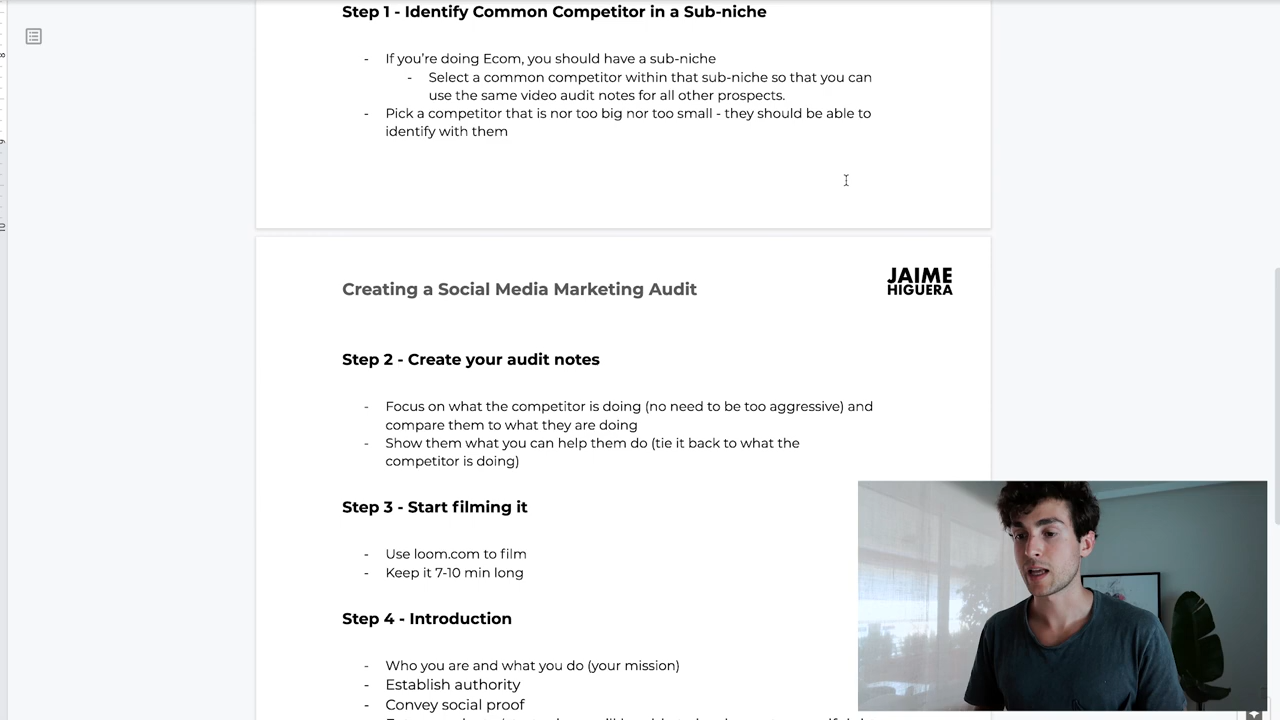 Step 1 - Identify Common Competitor in a Sub-niche
- If you're doing Ecom, you should have a sub-niche
- Select a common competitor within that sub-niche so that you can
use the same video audit notes for all other prospects.
- Pick a competitor that is nor too big nor too small - they should be able to
identify with them
Creating a Social Media Marketing Audit
JAIME
HIGUERA
Step 2 - Create your audit notes
- Focus on what the competitor is doing (no need to be too aggressive) and
compare them to what they are doing
- Show them what you can help them do (tie it back to what the
competitor is doing)
Step 3 - Start filming it
- Use loom.com to film
- Keep it 7-10 min long
Step 4 - Introduction
- Who you are and what you do (your mission)
- Establish authority
- Convey social proof